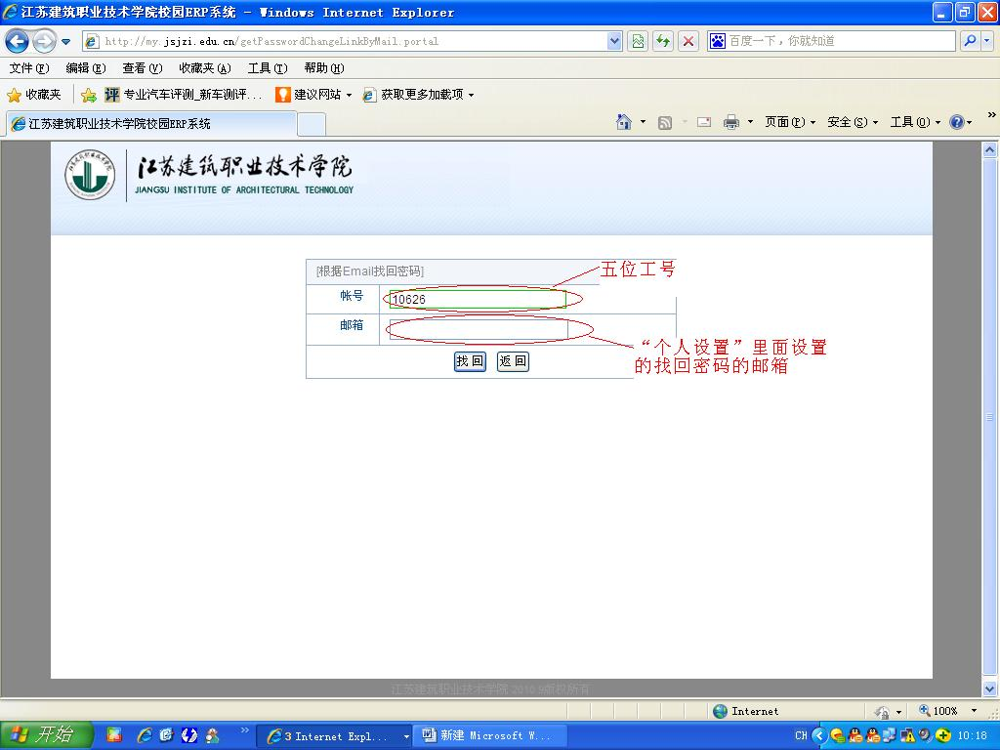 江苏建筑职业技术学院校园ERP系统 - Windows Internet Explorer
http://my.jsjzi.edu.cn/getPasswordChangeLinkByMail.portal
百度一下，你就知道
文件(F) 编辑(E) 查看(V) 收藏夹(A) 工具(T) 帮助(H)
收藏夹 评 专业汽车评测_新车测评... 建议网站 获取更多加载项
江苏建筑职业技术学院校园ERP系统
页面(P) 安全(S) 工具(O)
江苏建筑职业技术学院
JIANGSU INSTITUTE OF ARCHITECTURAL TECHNOLOGY
[根据Email找回密码]
五位工号
帐号 10626
邮箱
“个人设置”里面设置
的找回密码的邮箱
找回 返回
江苏建筑职业技术学院 2010.9版权所有
Internet 100%
开始 3 Internet Expl... 新建 Microsoft W... CH 10:18